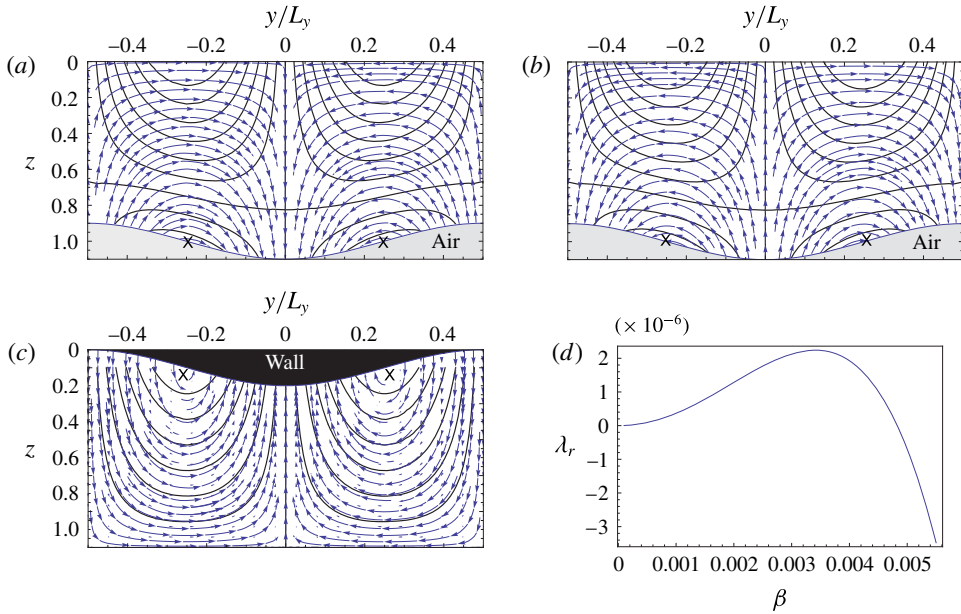 y/L_y y/L_y
(a) −0.4 −0.2 0 0.2 0.4 (b) −0.4 −0.2 0 0.2 0.4
0
0.2
0.4
z 0.6
0.8
1.0
X X Air
X X Air
y/L_y (× 10⁻⁶)
(c) −0.4 −0.2 0 0.2 0.4 (d)
0
0.2
0.4
z 0.6
0.8
1.0
Wall
X X
2
1
0
λ_r
−1
−2
−3
0 0.001 0.002 0.003 0.004 0.005
β